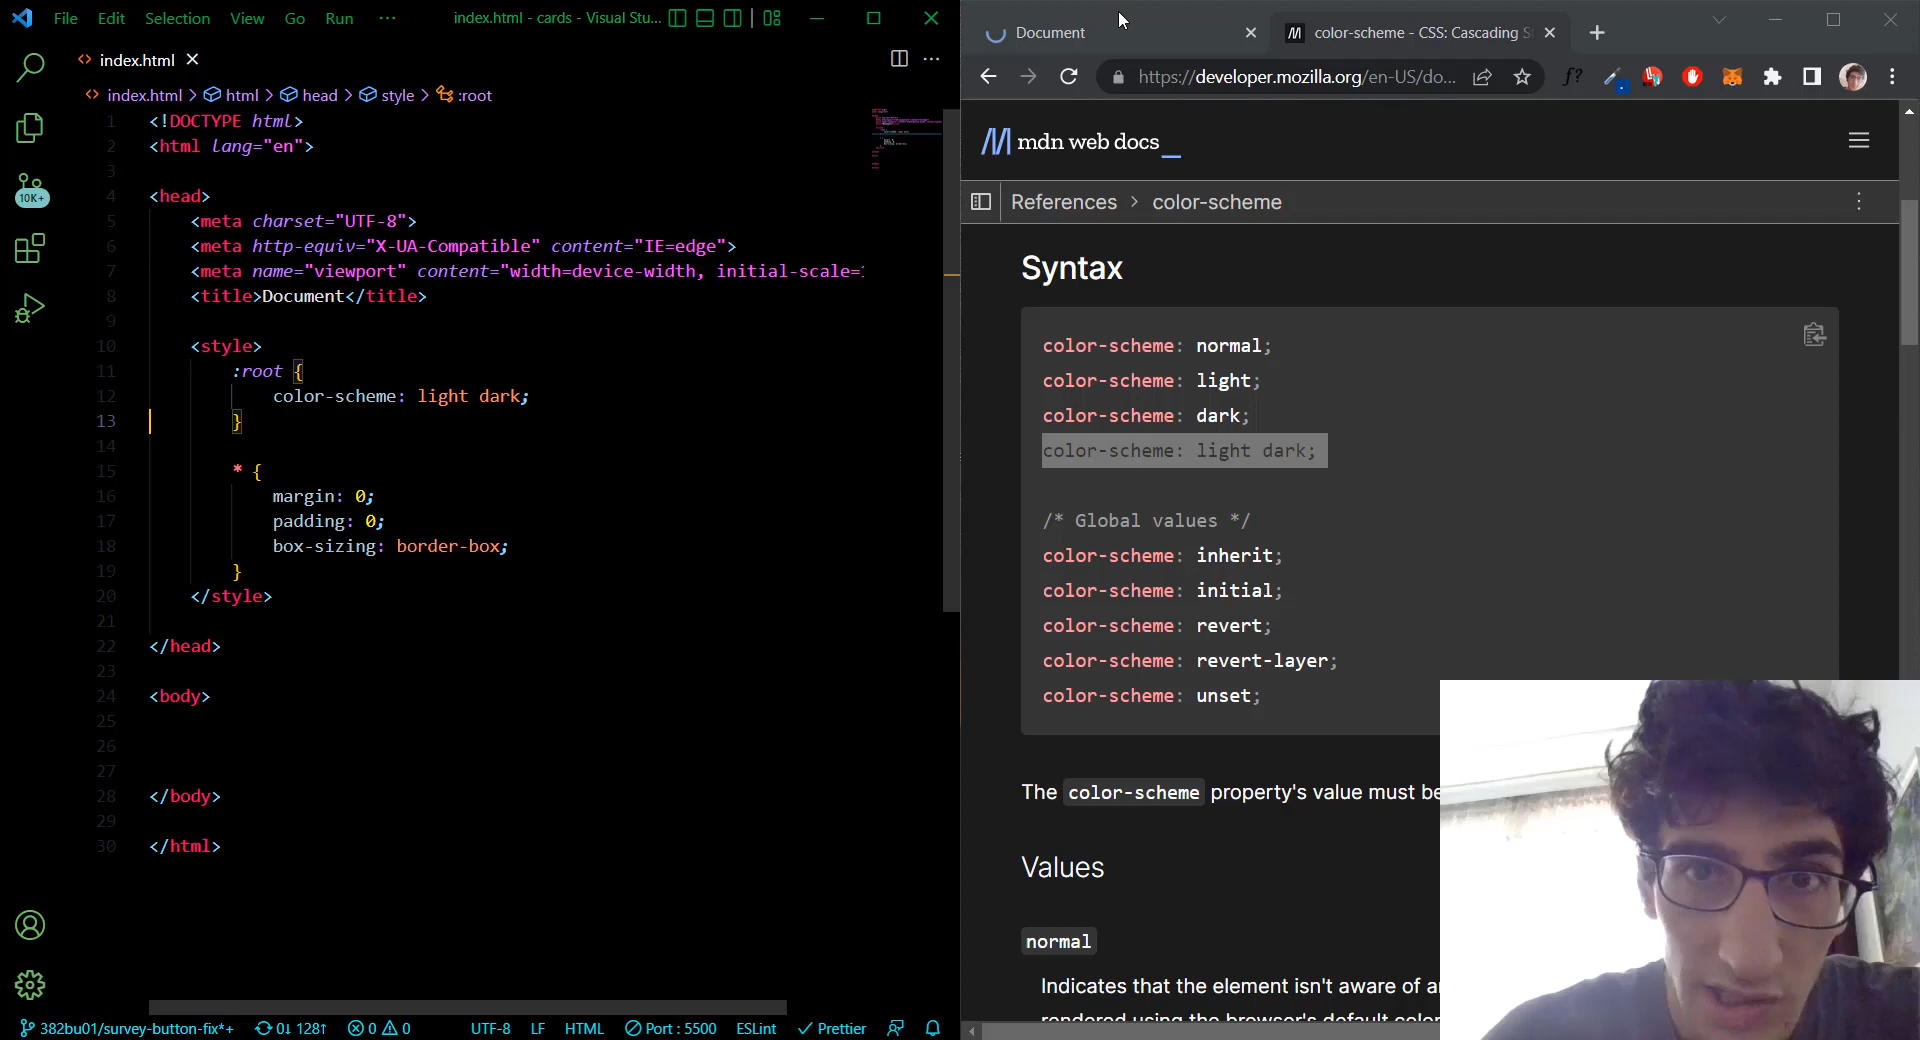 File Edit Selection View Go Run ··· index.html - cards - Visual Stu...
index.html
index.html > html > head > style > :root
1 <!DOCTYPE html>
2 <html lang="en">
3
4 <head>
5 <meta charset="UTF-8">
6 <meta http-equiv="X-UA-Compatible" content="IE=edge">
7 <meta name="viewport" content="width=device-width, initial-scale=
8 <title>Document</title>
9
10 <style>
11 :root {
12 color-scheme: light dark;
13 }
14
15 * {
16 margin: 0;
17 padding: 0;
18 box-sizing: border-box;
19 }
20 </style>
21
22 </head>
23
24 <body>
25
26
27
28 </body>
29
30 </html>
10K+
382bu01/survey-button-fix*+ 0↓ 128↑ 0 0 UTF-8 LF HTML Port : 5500 ESLint Prettier
Document
color-scheme - CSS: Cascading S
https://developer.mozilla.org/en-US/do... f?
mdn web docs_
References > color-scheme
Syntax
color-scheme: normal;
color-scheme: light;
color-scheme: dark;
color-scheme: light dark;
/* Global values */
color-scheme: inherit;
color-scheme: initial;
color-scheme: revert;
color-scheme: revert-layer;
color-scheme: unset;
The color-scheme property's value must be
Values
normal
Indicates that the element isn't aware of
rendered using the browser's default color